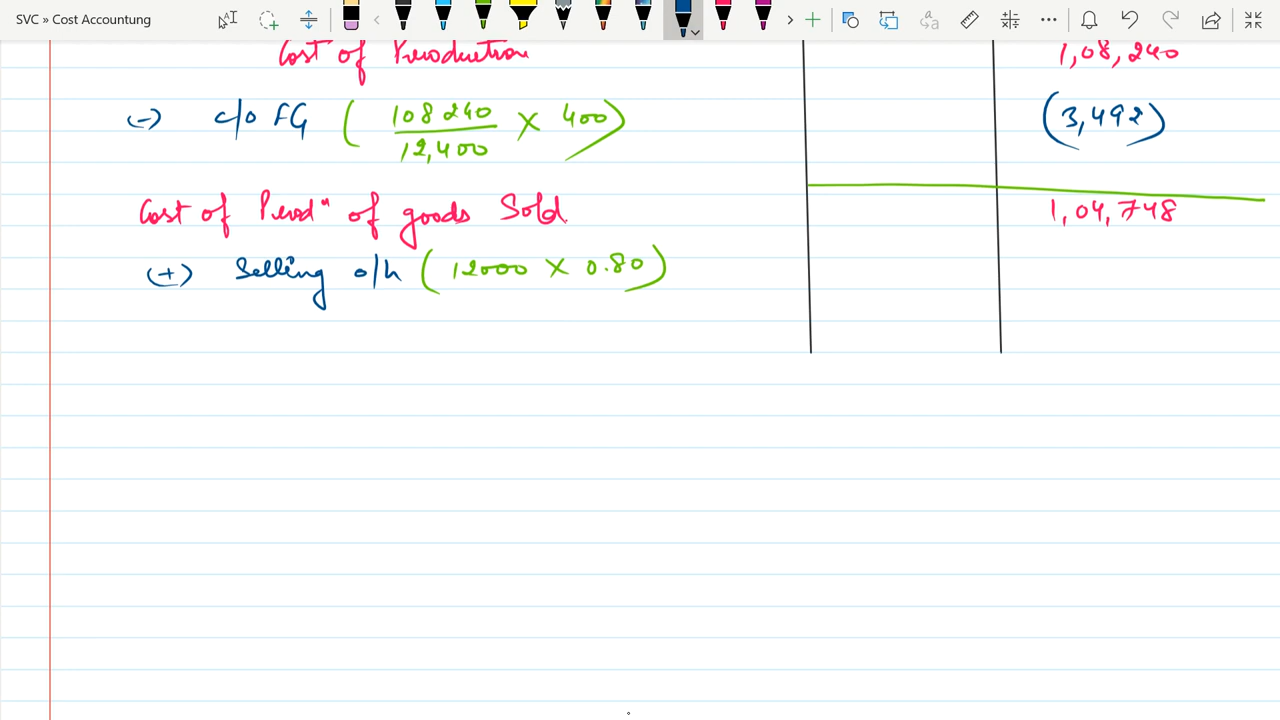 SVC » Cost Accountung
Cost of Production 1,08,240
(-) c/o FG ( 108240 / 12,400 × 400 ) (3,492)
Cost of Prodⁿ of goods Sold 1,04,748
(+) Selling o/h ( 12000 × 0.80 )